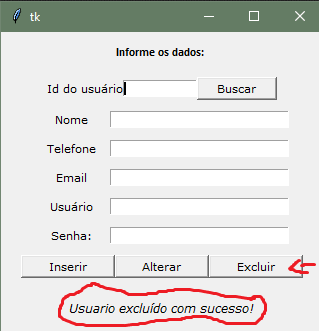 tk
Informe os dados:
Id do usuário
Buscar
Nome
Telefone
Email
Usuário
Senha:
Inserir Alterar Excluir
Usuario excluído com sucesso!